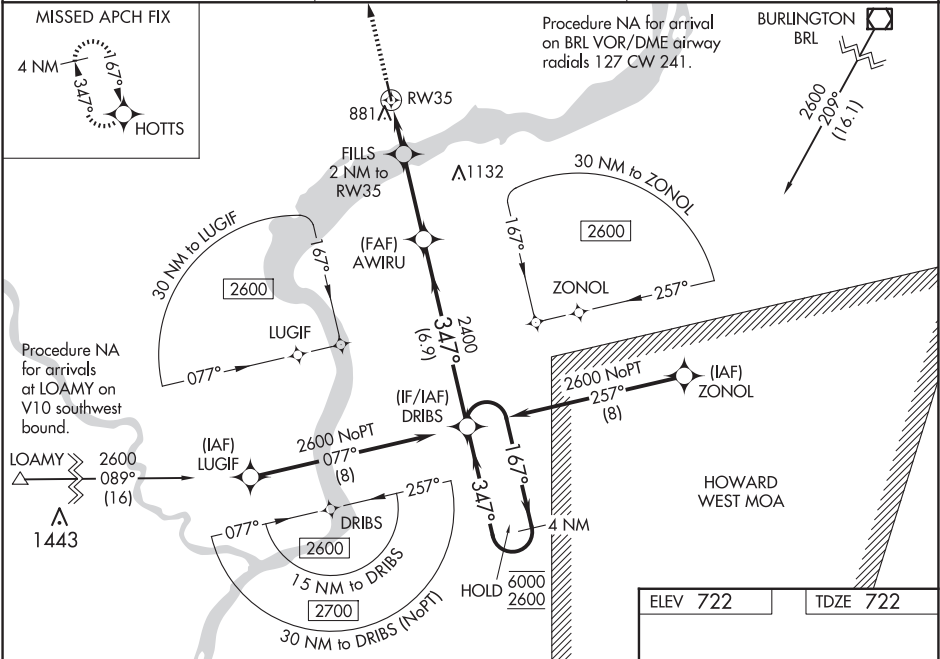 MISSED APCH FIX
4 NM
167°
347°
HOTTS
Procedure NA for arrival
on BRL VOR/DME airway
radials 127 CW 241.
BURLINGTON
BRL
2600
209°
(16.1)
RW35
881
FILLS
2 NM to
RW35
1132
30 NM to ZONOL
2600
167°
ZONOL
257°
30 NM to LUGIF
2600
167°
LUGIF
077°
(FAF)
AWIRU
2400
347°
(6.9)
Procedure NA
for arrivals
at LOAMY on
V10 southwest
bound.
(IF/IAF)
DRIBS
2600 NoPT
257°
(8)
(IAF)
ZONOL
LOAMY
2600
089°
(16)
1443
(IAF)
LUGIF
2600 NoPT
077°
(8)
167°
347°
4 NM
HOLD
6000
2600
HOWARD
WEST MOA
077°
257°
DRIBS
2600
15 NM to DRIBS
2700
30 NM to DRIBS (NoPT)
ELEV 722
TDZE 722